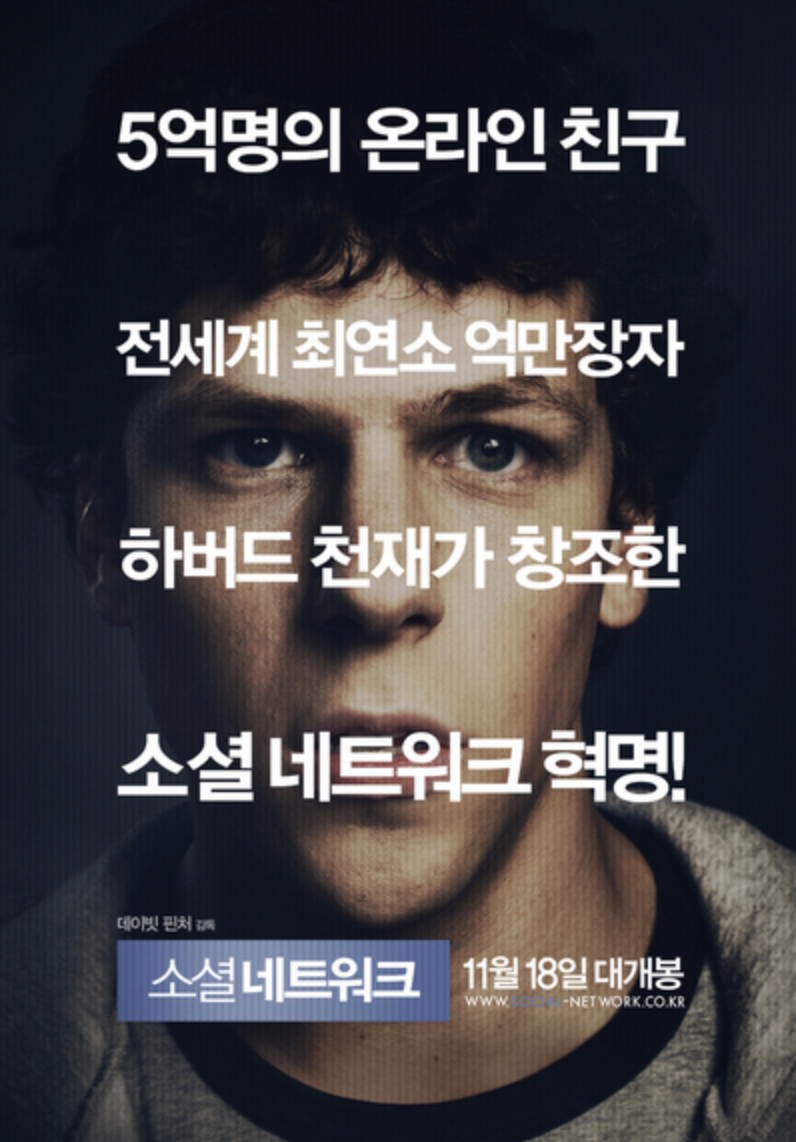 5억명의 온라인 친구
전세계 최연소 억만장자
하버드 천재가 창조한
소셜 네트워크 혁명!
데이빗 핀처 감독
소셜네트워크
11월 18일 대개봉
WWW.SOCIAL-NETWORK.CO.KR